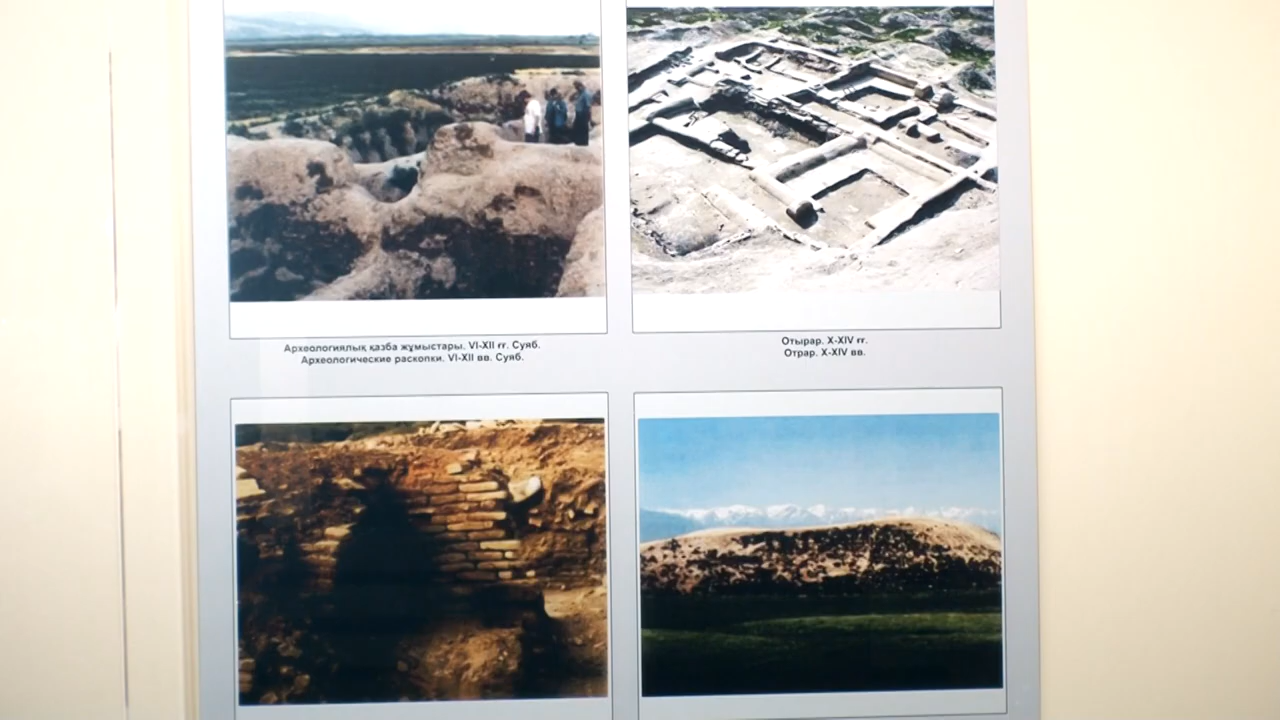 Археологиялық қазба жұмыстары. VI-XII ғғ. Суяб.
Археологические раскопки. VI-XII вв. Суяб.
Отырар. X-XIV ғғ.
Отрар. X-XIV вв.